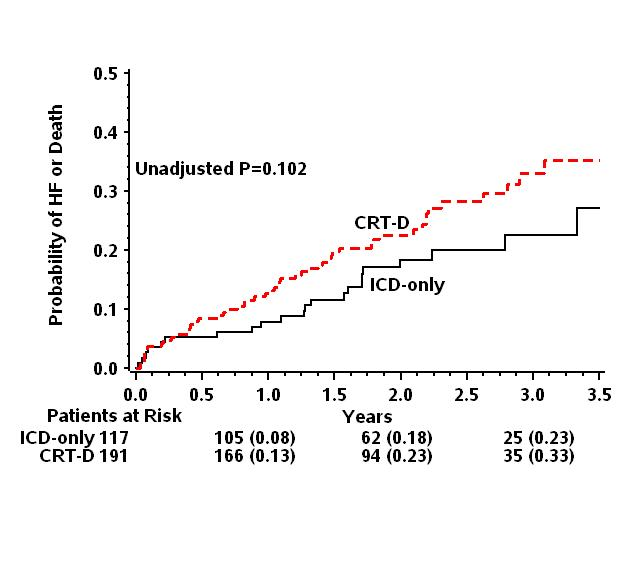 0.5
0.4
Unadjusted P=0.102
0.3
CRT-D
0.2
ICD-only
0.1
0.0
Probability of HF or Death
0.0 0.5 1.0 1.5 2.0 2.5 3.0 3.5
Patients at Risk Years
ICD-only 117 105 (0.08) 62 (0.18) 25 (0.23)
CRT-D 191 166 (0.13) 94 (0.23) 35 (0.33)